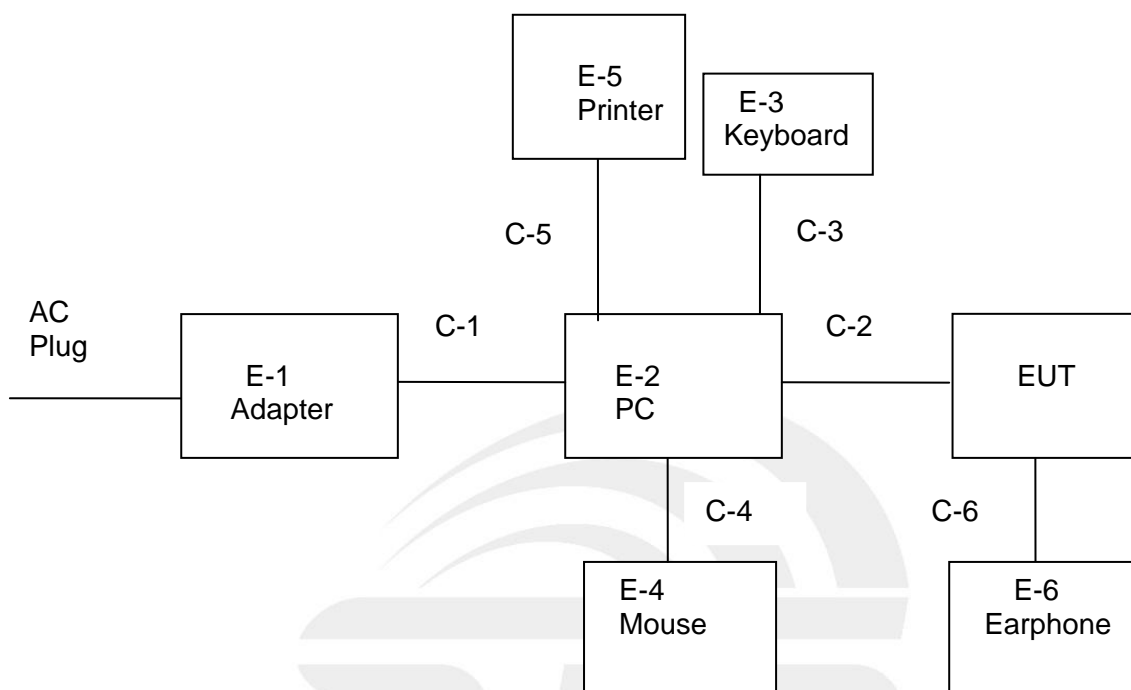 E-5
Printer
E-3
Keyboard
C-5
C-3
AC
Plug
C-1
C-2
E-1
Adapter
E-2
PC
EUT
C-4
C-6
E-4
Mouse
E-6
Earphone